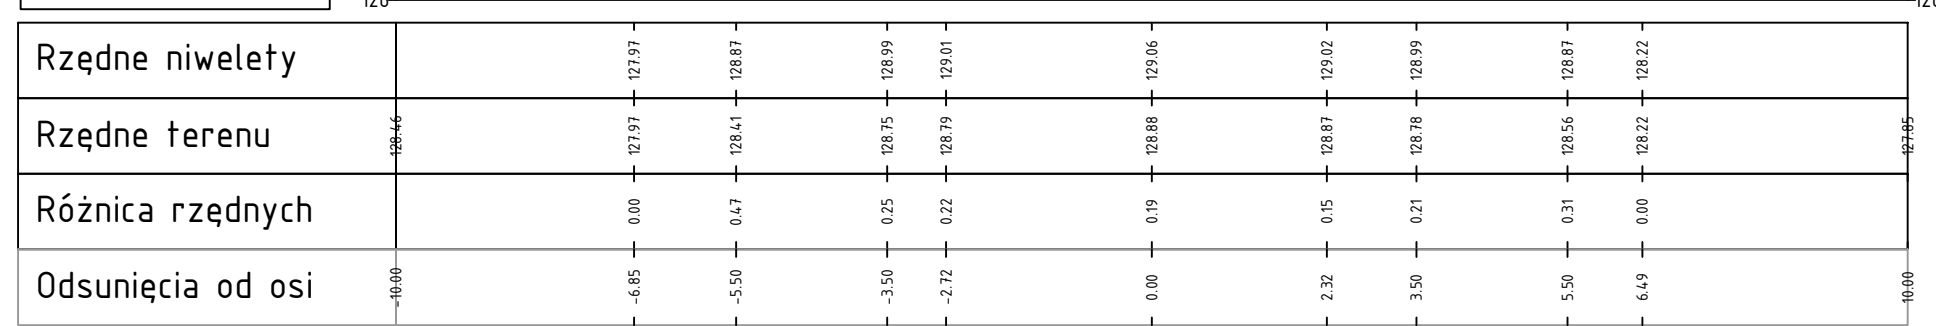 Rzędne niwelety 127.97 128.87 128.99 129.01 129.06 129.02 128.99 128.87 128.22
Rzędne terenu 128.46 127.97 128.41 128.75 128.79 128.88 128.87 128.78 128.56 128.22 127.85
Różnica rzędnych 0.00 0.47 0.25 0.22 0.19 0.15 0.21 0.31 0.00
Odsunięcia od osi -10.00 -6.85 -5.50 -3.50 -2.72 0.00 2.32 3.50 5.50 6.49 10.00